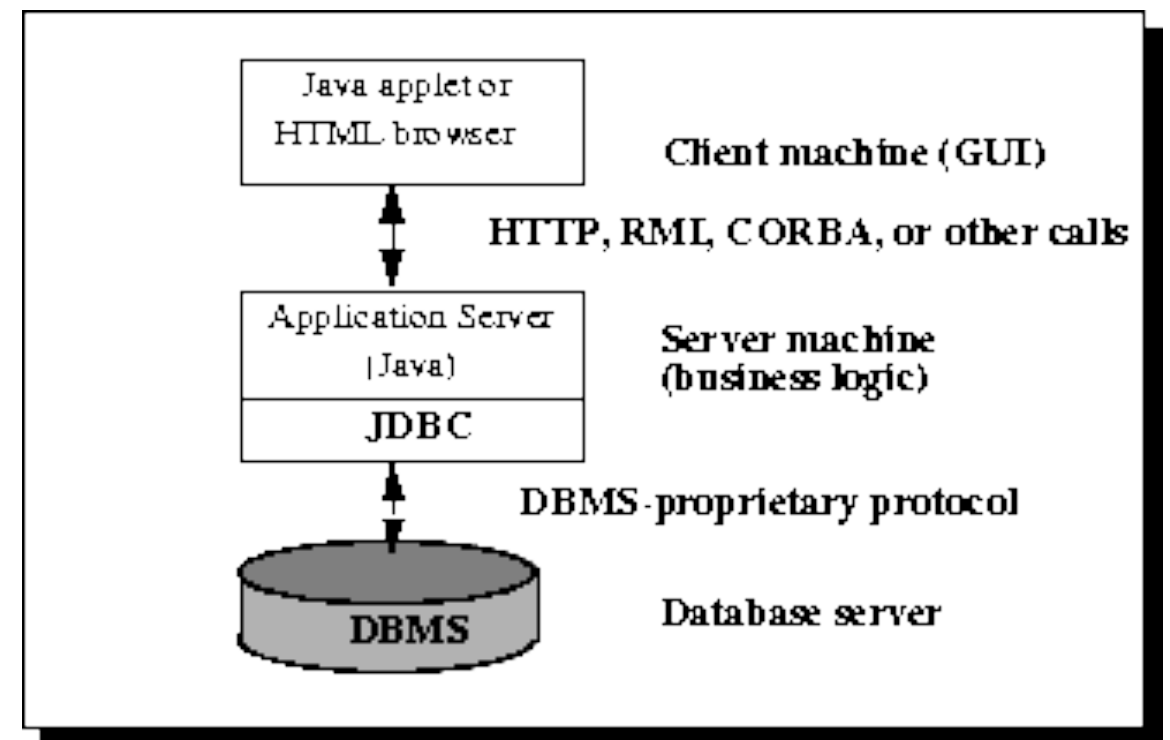 Java applet or
HTML browser
Client machine (GUI)
HTTP, RMI, CORBA, or other calls
Application Server
(Java)
JDBC
Server machine
(business logic)
DBMS-proprietary protocol
DBMS
Database server